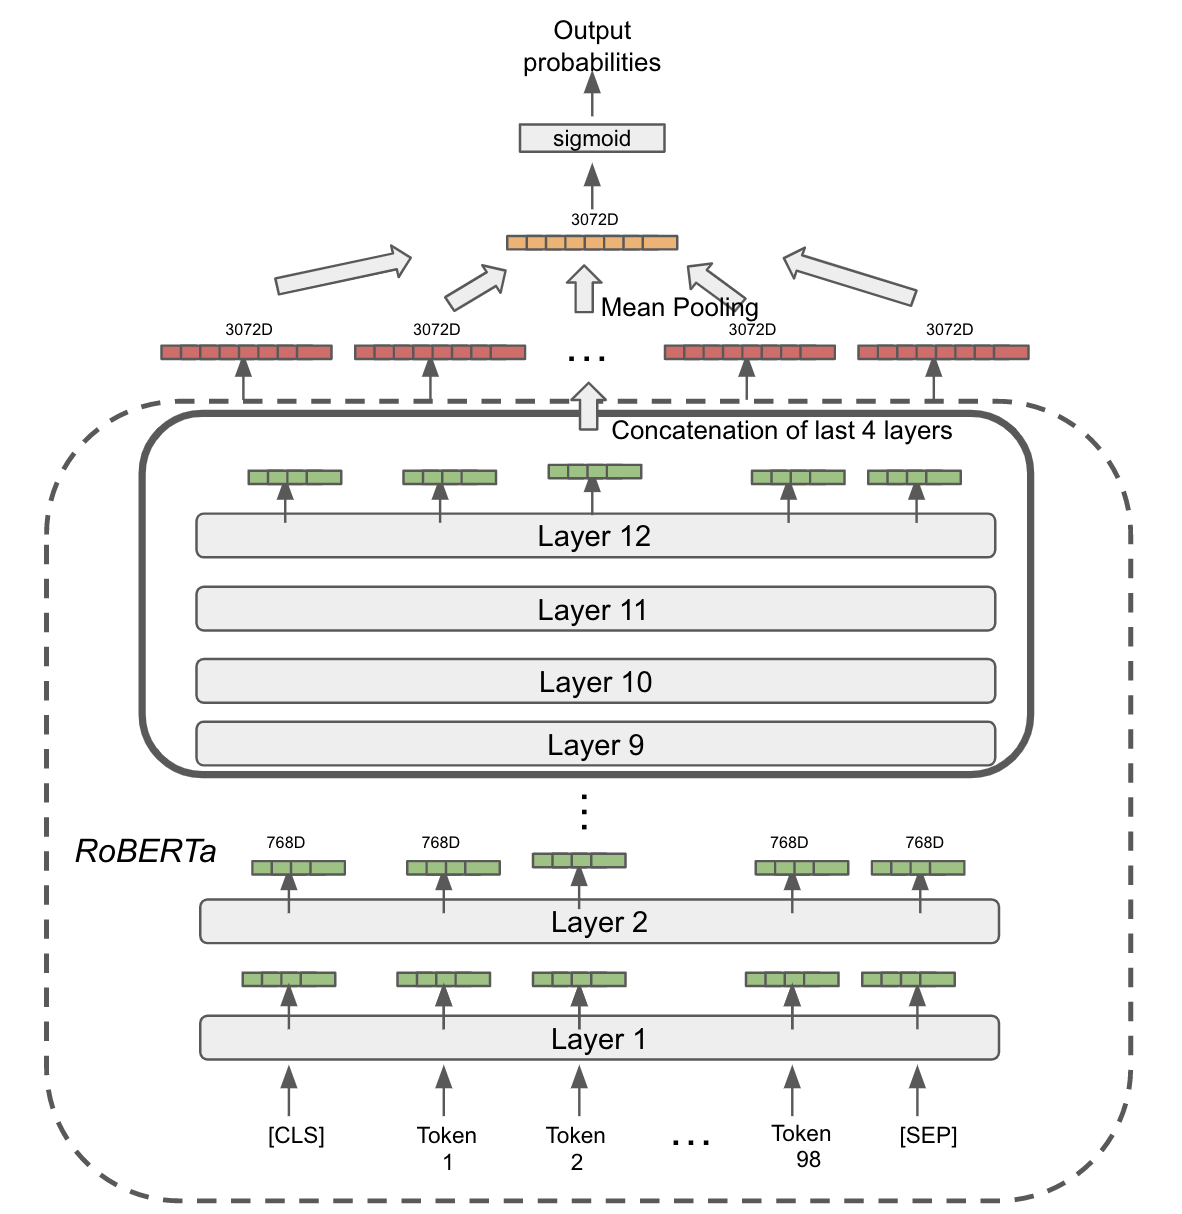 Output
probabilities
sigmoid
3072D
Mean Pooling
3072D 3072D 3072D 3072D
...
Concatenation of last 4 layers
Layer 12
Layer 11
Layer 10
Layer 9
...
RoBERTa
768D 768D 768D 768D
Layer 2
Layer 1
[CLS] Token 1 Token 2 ... Token 98 [SEP]